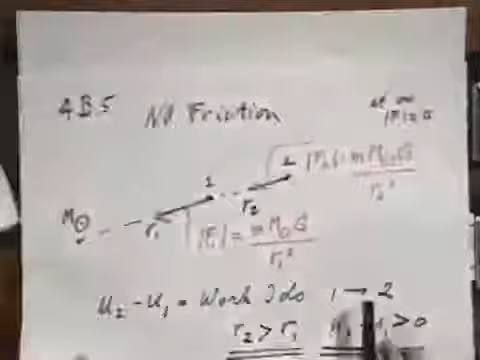 4B.5 No Friction at ∞ |F|=0
1 2 |F₂|=mM⊙G/r₂²
M⊙ r₁ r₂
|F₁|=mM⊙G/r₁²
U₂-U₁ = Work I do 1→2
r₂>r₁ >0